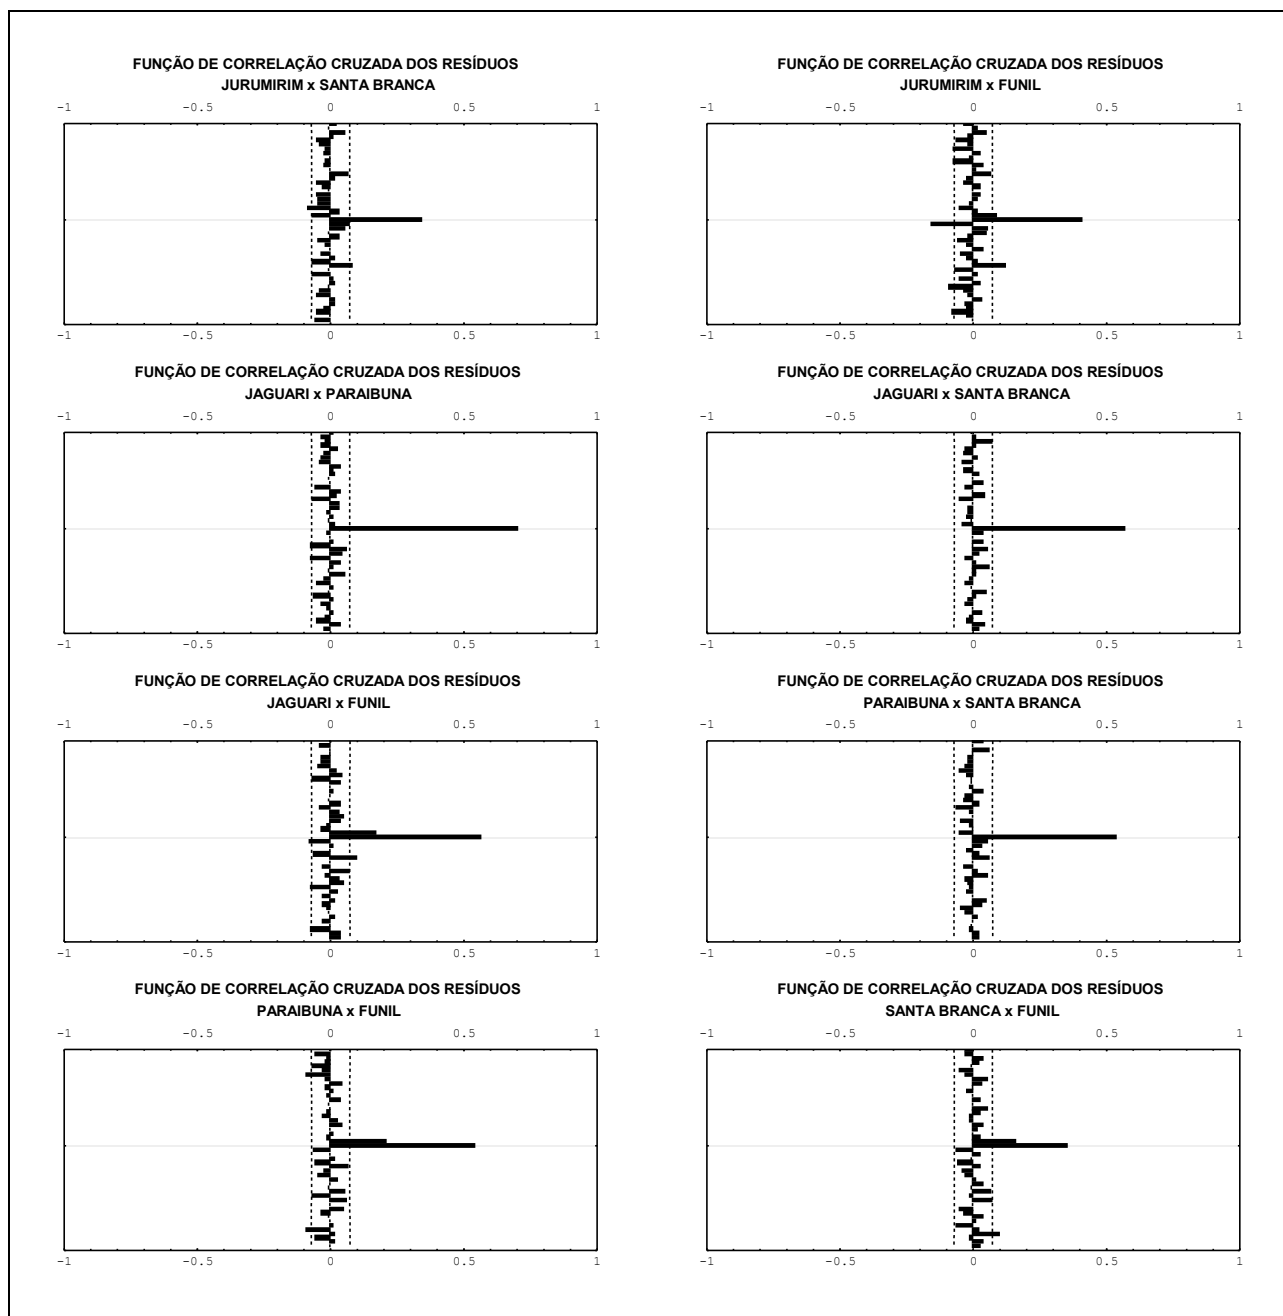 FUNÇÃO DE CORRELAÇÃO CRUZADA DOS RESÍDUOS
JURUMIRIM x SANTA BRANCA
-1 -0.5 0 0.5 1
-1 -0.5 0 0.5 1
FUNÇÃO DE CORRELAÇÃO CRUZADA DOS RESÍDUOS
JURUMIRIM x FUNIL
-1 -0.5 0 0.5 1
-1 -0.5 0 0.5 1
FUNÇÃO DE CORRELAÇÃO CRUZADA DOS RESÍDUOS
JAGUARI x PARAIBUNA
-1 -0.5 0 0.5 1
-1 -0.5 0 0.5 1
FUNÇÃO DE CORRELAÇÃO CRUZADA DOS RESÍDUOS
JAGUARI x SANTA BRANCA
-1 -0.5 0 0.5 1
-1 -0.5 0 0.5 1
FUNÇÃO DE CORRELAÇÃO CRUZADA DOS RESÍDUOS
JAGUARI x FUNIL
-1 -0.5 0 0.5 1
-1 -0.5 0 0.5 1
FUNÇÃO DE CORRELAÇÃO CRUZADA DOS RESÍDUOS
PARAIBUNA x SANTA BRANCA
-1 -0.5 0 0.5 1
-1 -0.5 0 0.5 1
FUNÇÃO DE CORRELAÇÃO CRUZADA DOS RESÍDUOS
PARAIBUNA x FUNIL
-1 -0.5 0 0.5 1
-1 -0.5 0 0.5 1
FUNÇÃO DE CORRELAÇÃO CRUZADA DOS RESÍDUOS
SANTA BRANCA x FUNIL
-1 -0.5 0 0.5 1
-1 -0.5 0 0.5 1